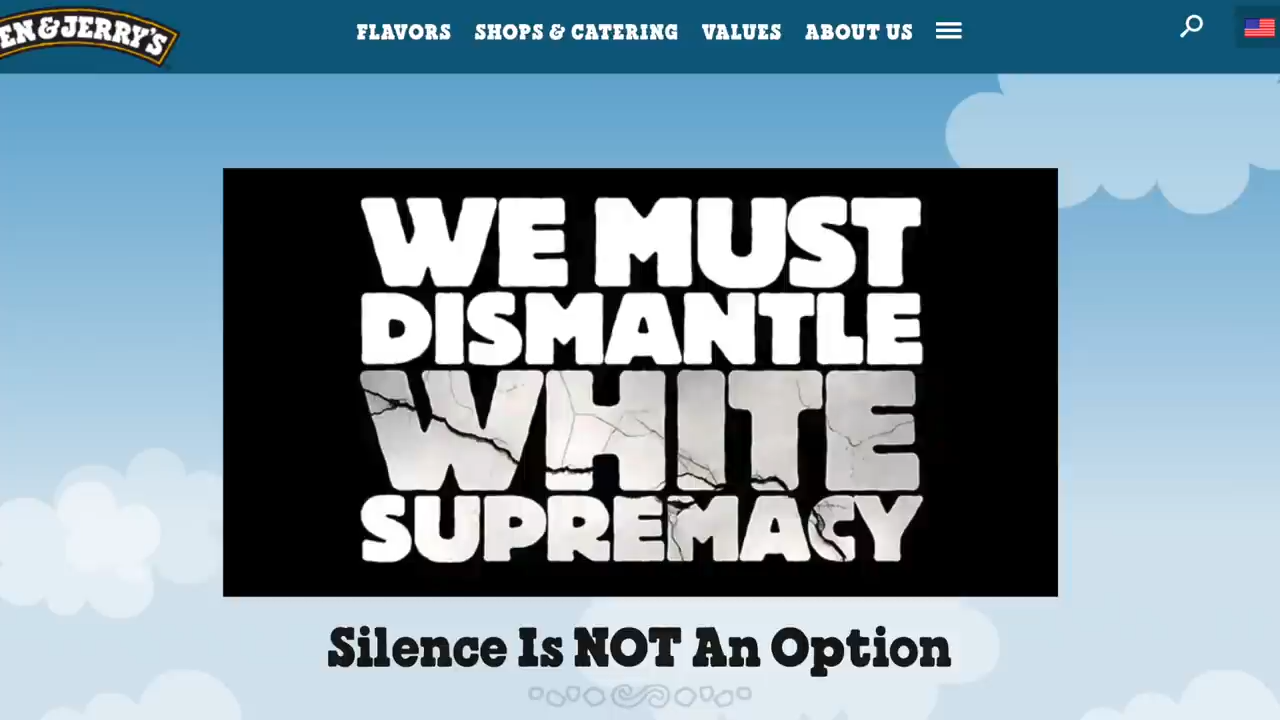 EN & JERRY'S
FLAVORS SHOPS & CATERING VALUES ABOUT US
WE MUST
DISMANTLE
WHITE
SUPREMACY
Silence Is NOT An Option